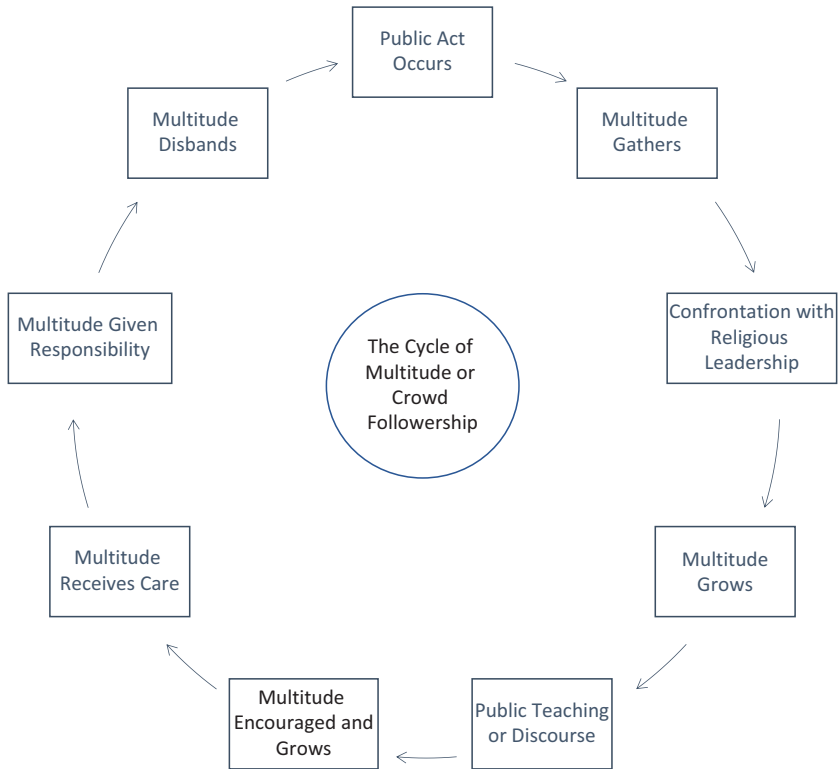 Public Act
Occurs
Multitude
Gathers
Confrontation with
Religious
Leadership
Multitude
Grows
Public Teaching
or Discourse
Multitude
Encouraged and
Grows
Multitude
Receives Care
Multitude Given
Responsibility
Multitude
Disbands
The Cycle of
Multitude or
Crowd
Followership